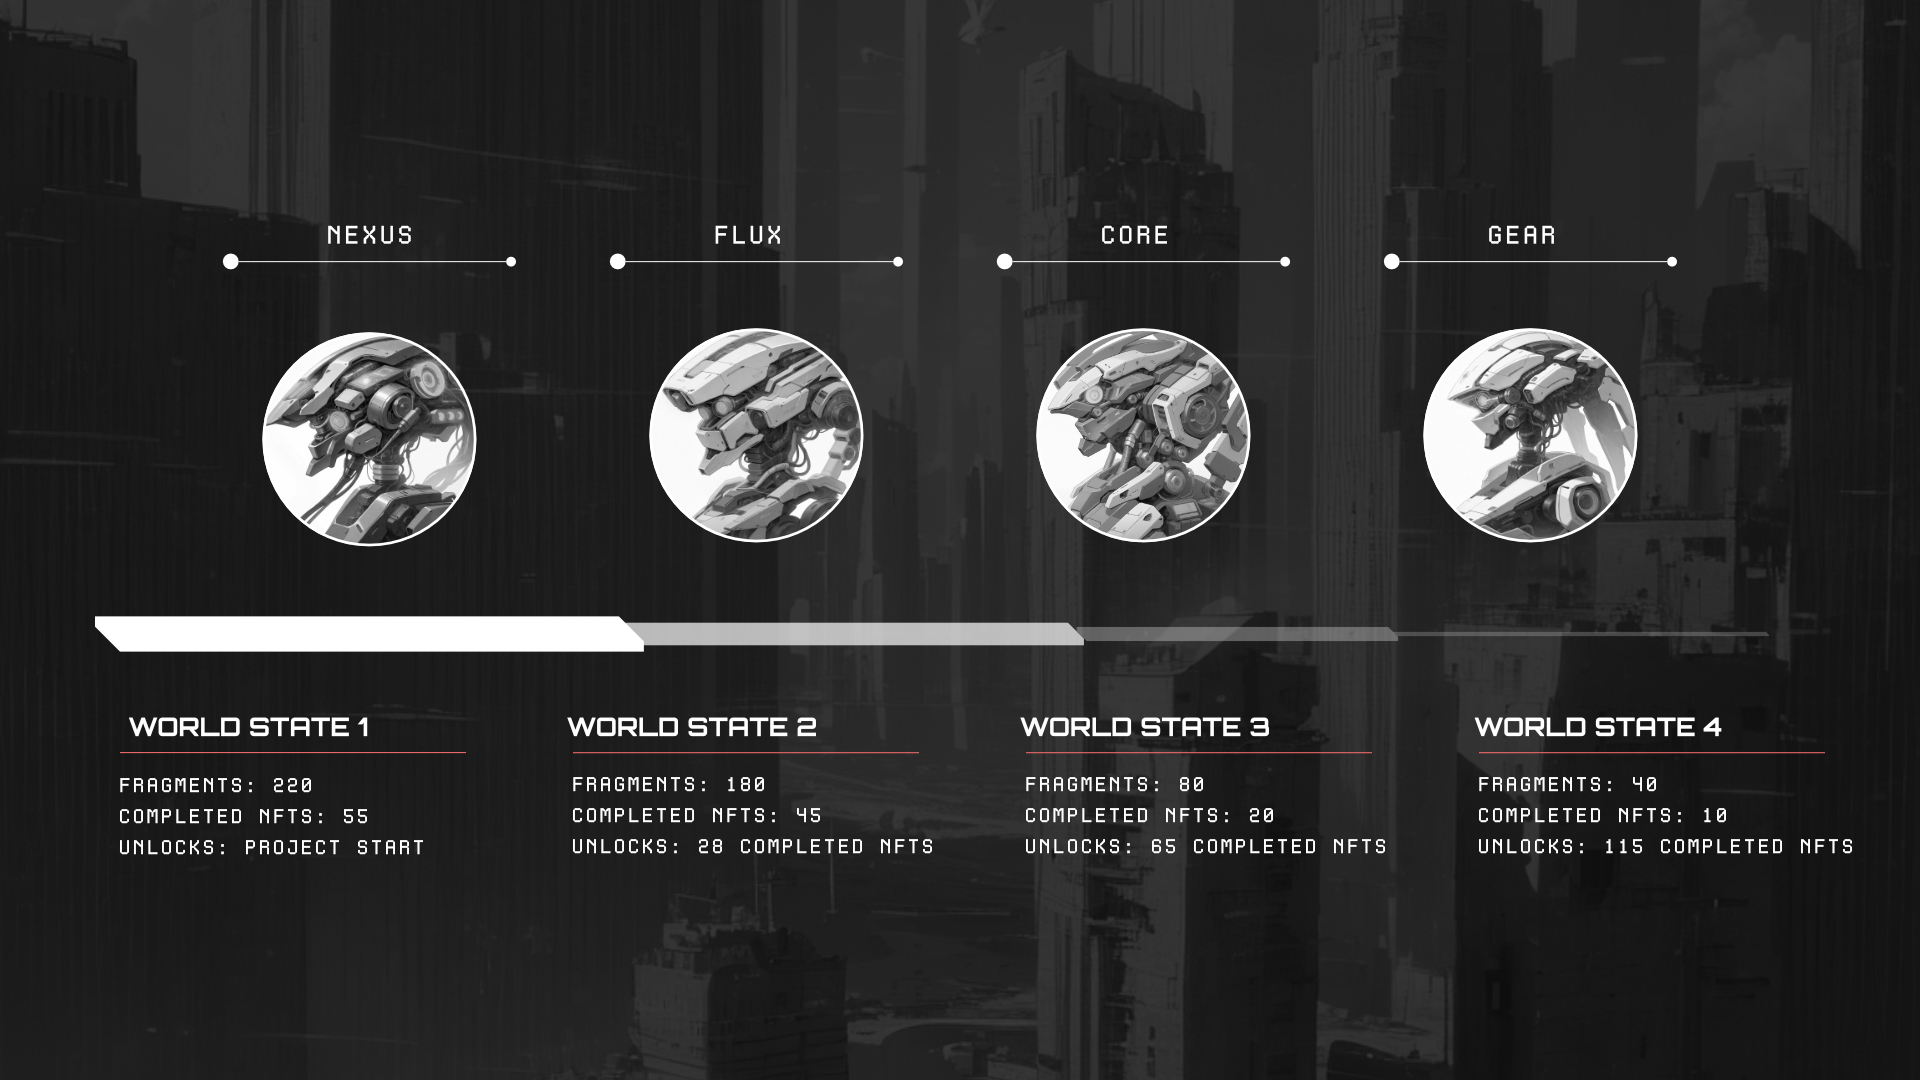 NEXUS
FLUX
CORE
GEAR
WORLD STATE 1
FRAGMENTS: 220
COMPLETED NFTS: 55
UNLOCKS: PROJECT START
WORLD STATE 2
FRAGMENTS: 180
COMPLETED NFTS: 45
UNLOCKS: 28 COMPLETED NFTS
WORLD STATE 3
FRAGMENTS: 80
COMPLETED NFTS: 20
UNLOCKS: 65 COMPLETED NFTS
WORLD STATE 4
FRAGMENTS: 40
COMPLETED NFTS: 10
UNLOCKS: 115 COMPLETED NFTS